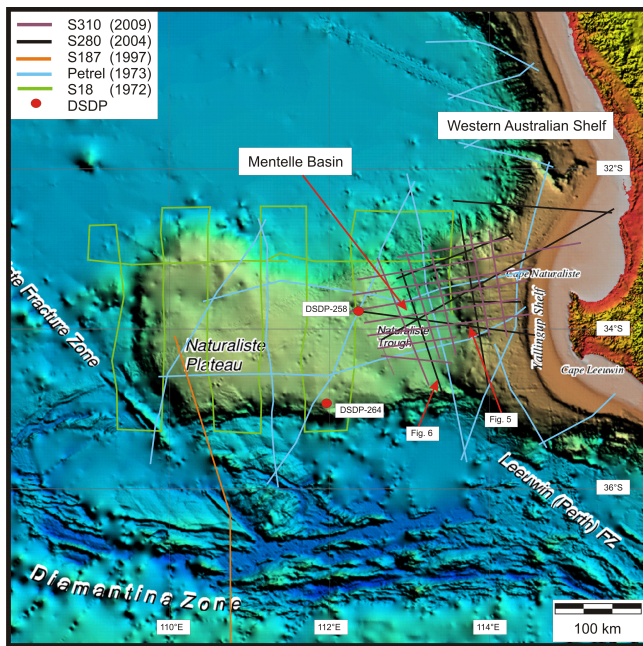 S310 (2009)
S280 (2004)
S187 (1997)
Petrel (1973)
S18 (1972)
DSDP
Western Australian Shelf
Mentelle Basin
32°S
Cape Naturaliste
te Fracture Zone
DSDP-258
Yallingup Shelf
34°S
Naturaliste
Trough
Naturaliste
Plateau
Cape Leeuwin
DSDP-264
Fig. 5
Fig. 6
Leeuwin (Perth) FZ
36°S
Diamantina Zone
110°E
112°E
114°E
100 km